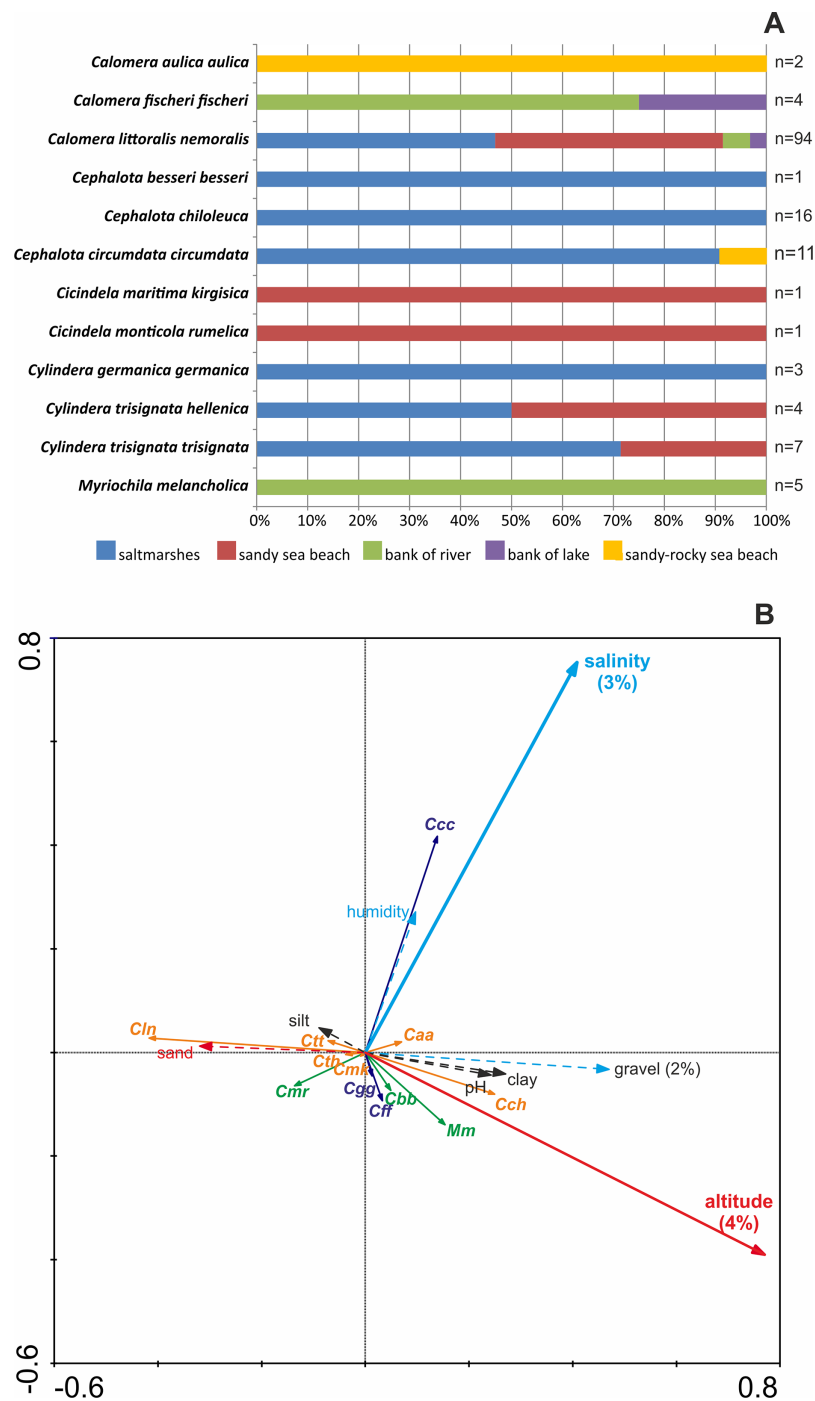 A
Calomera aulica aulica n=2
Calomera fischeri fischeri n=4
Calomera littoralis nemoralis n=94
Cephalota besseri besseri n=1
Cephalota chiloleuca n=16
Cephalota circumdata circumdata n=11
Cicindela maritima kirgisica n=1
Cicindela monticola rumelica n=1
Cylindera germanica germanica n=3
Cylindera trisignata hellenica n=4
Cylindera trisignata trisignata n=7
Myriochila melancholica n=5
0% 10% 20% 30% 40% 50% 60% 70% 80% 90% 100%
saltmarshes sandy sea beach bank of river bank of lake sandy-rocky sea beach
B
0.8
salinity
(3%)
Ccc
humidity
silt
Cln
Ctt
Caa
sand
Cth
Cmk
gravel (2%)
pH
clay
Cmr
Cgg
Cbb
Cch
Cff
Mm
altitude
(4%)
-0.6
-0.6 0.8